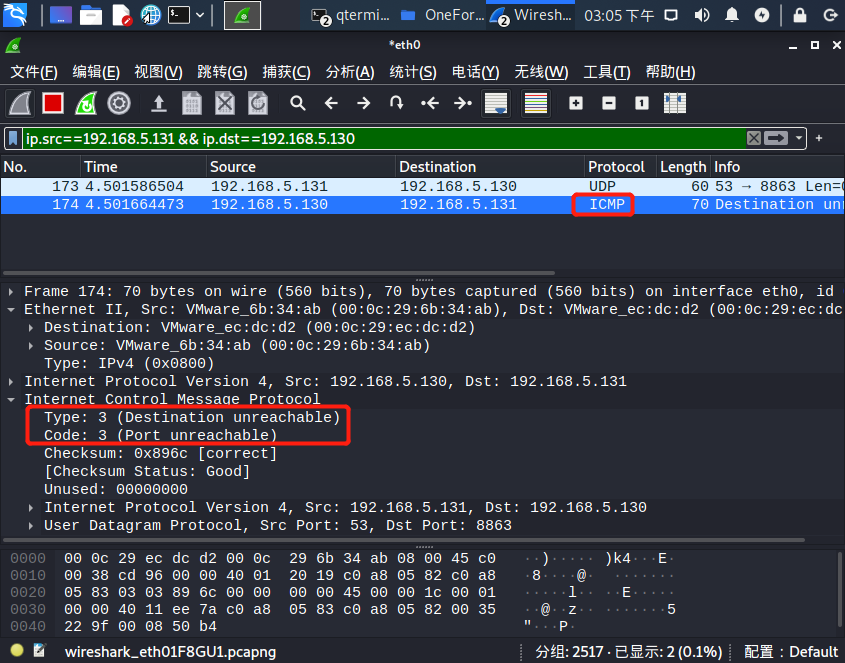 2 qtermi... OneFor... 2 Wiresh... 03:05 下午
*eth0
文件(F) 编辑(E) 视图(V) 跳转(G) 捕获(C) 分析(A) 统计(S) 电话(Y) 无线(W) 工具(T) 帮助(H)
ip.src==192.168.5.131 && ip.dst==192.168.5.130
No. Time Source Destination Protocol Length Info
173 4.501586504 192.168.5.131 192.168.5.130 UDP 60 53 → 8863 Len=0
174 4.501664473 192.168.5.130 192.168.5.131 ICMP 70 Destination unr
Frame 174: 70 bytes on wire (560 bits), 70 bytes captured (560 bits) on interface eth0, id
Ethernet II, Src: VMware_6b:34:ab (00:0c:29:6b:34:ab), Dst: VMware_ec:dc:d2 (00:0c:29:ec:dc
Destination: VMware_ec:dc:d2 (00:0c:29:ec:dc:d2)
Source: VMware_6b:34:ab (00:0c:29:6b:34:ab)
Type: IPv4 (0x0800)
Internet Protocol Version 4, Src: 192.168.5.130, Dst: 192.168.5.131
Internet Control Message Protocol
Type: 3 (Destination unreachable)
Code: 3 (Port unreachable)
Checksum: 0x896c [correct]
[Checksum Status: Good]
Unused: 00000000
Internet Protocol Version 4, Src: 192.168.5.131, Dst: 192.168.5.130
User Datagram Protocol, Src Port: 53, Dst Port: 8863
0000 00 0c 29 ec dc d2 00 0c 29 6b 34 ab 08 00 45 c0 ··)····· )k4···E·
0010 00 38 cd 96 00 00 40 01 20 19 c0 a8 05 82 c0 a8 ·8····@· ·······
0020 05 83 03 03 89 6c 00 00 00 00 45 00 00 1c 00 01 ·····l·· ··E·····
0030 00 00 40 11 ee 7a c0 a8 05 83 c0 a8 05 82 00 35 ··@··z·· ·······5
0040 22 9f 00 08 50 b4 "···P·
wireshark_eth01F8GU1.pcapng 分组: 2517 · 已显示: 2 (0.1%) 配置：Default